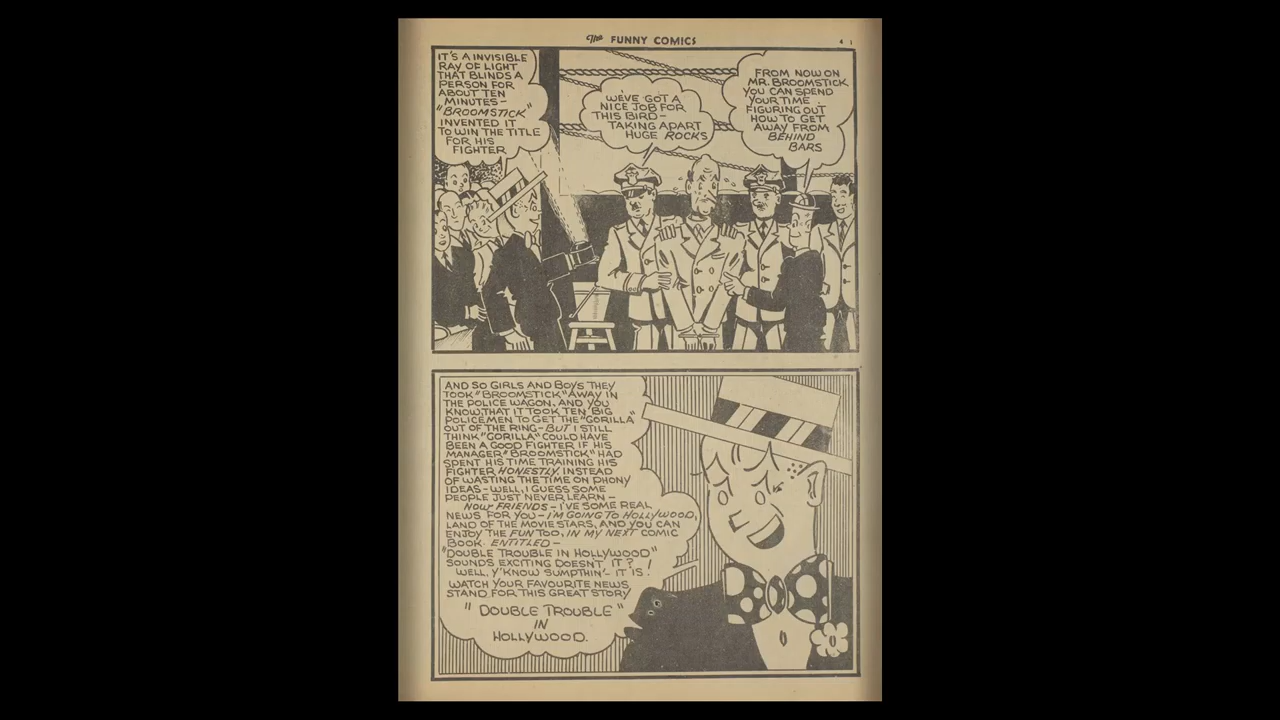 The FUNNY COMICS
4 1
IT'S A INVISIBLE
RAY OF LIGHT
THAT BLINDS A
PERSON FOR
ABOUT TEN
MINUTES-
"BROOMSTICK"
INVENTED IT
TO WIN THE TITLE
FOR HIS
FIGHTER
WE'VE GOT A
NICE JOB FOR
THIS BIRD-
TAKING APART
HUGE ROCKS
FROM NOW ON
MR. BROOMSTICK
YOU CAN SPEND
YOUR TIME
FIGURING OUT
HOW TO GET
AWAY FROM
BEHIND
BARS
AND SO GIRLS AND BOYS THEY
TOOK "BROOMSTICK" AWAY IN
THE POLICE WAGON. AND YOU
KNOW, THAT IT TOOK TEN BIG
POLICEMEN TO GET THE "GORILLA"
OUT OF THE RING-BUT I STILL
THINK "GORILLA" COULD HAVE
BEEN A GOOD FIGHTER IF HIS
MANAGER "BROOMSTICK" HAD
SPENT HIS TIME TRAINING HIS
FIGHTER HONESTLY, INSTEAD
OF WASTING THE TIME ON PHONY
IDEAS-WELL, I GUESS SOME
PEOPLE JUST NEVER LEARN-
NOW FRIENDS-I'VE SOME REAL
NEWS FOR YOU-I'M GOING TO HOLLYWOOD,
LAND OF THE MOVIE STARS, AND YOU CAN
ENJOY THE FUN TOO, IN MY NEXT COMIC
BOOK. ENTITLED-
"DOUBLE TROUBLE IN HOLLYWOOD"
SOUNDS EXCITING DOESN'T IT?
WELL, Y'KNOW SUMPTHIN'- IT IS!
WATCH YOUR FAVOURITE NEWS
STAND FOR THIS GREAT STORY
"DOUBLE TROUBLE"
IN
HOLLYWOOD.